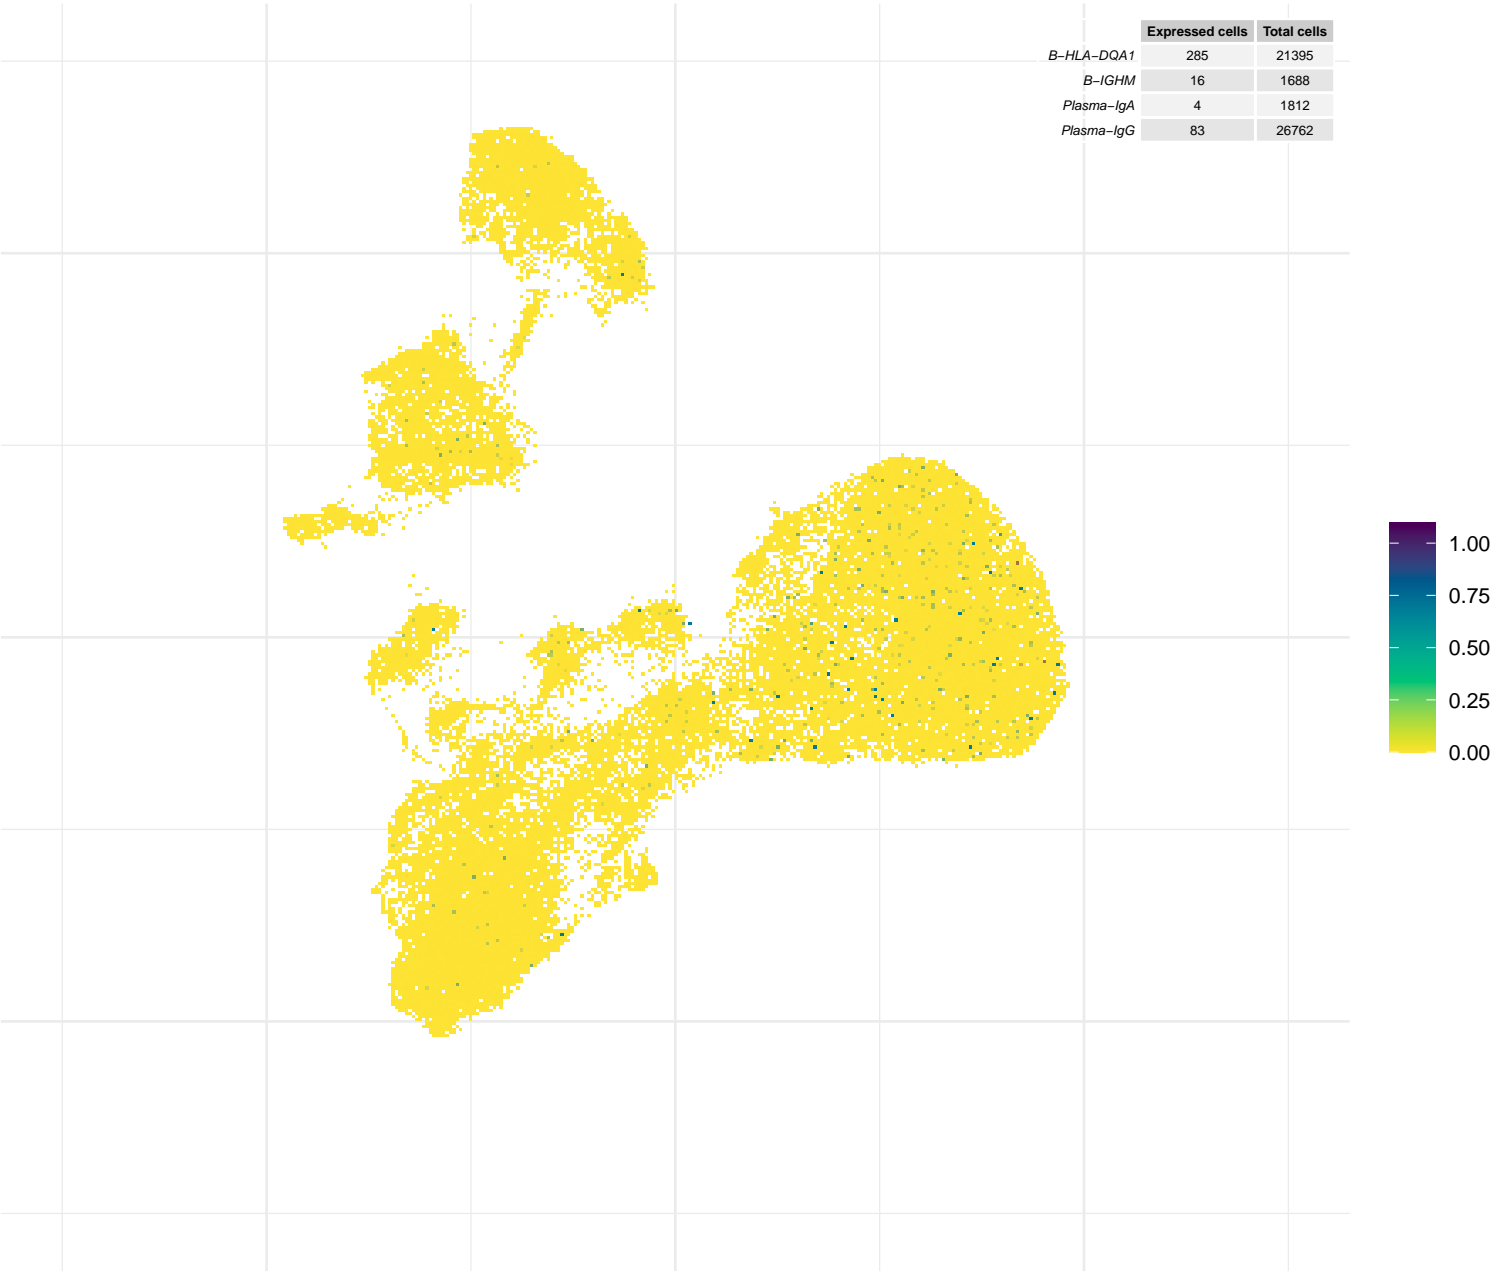 Expressed cells Total cells
B−HLA−DQA1 285 21395
B−IGHM 16 1688
Plasma−IgA 4 1812
Plasma−IgG 83 26762
1.00
0.75
0.50
0.25
0.00